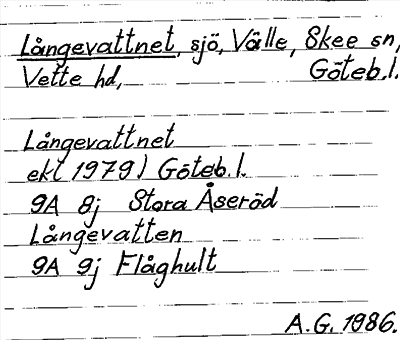 Långevattnet, sjö, Välle, Skee sn,
Vette hd, Göteb.l.
Långevattnet
ekt 1979) Göteb.l.
9A 8j Stora Åseröd
Långevatten
9A 9j Flåghult
A.G. 1986.